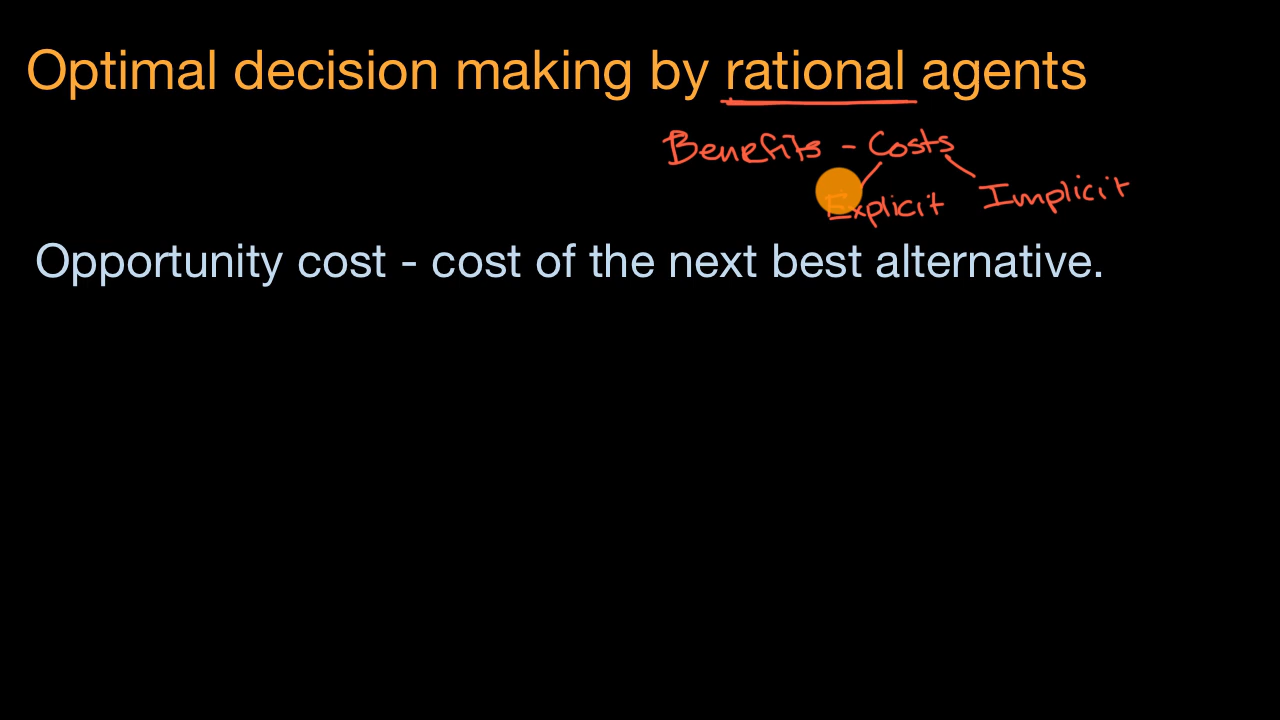 Optimal decision making by rational agents
Benefits - Costs
Explicit Implicit
Opportunity cost - cost of the next best alternative.